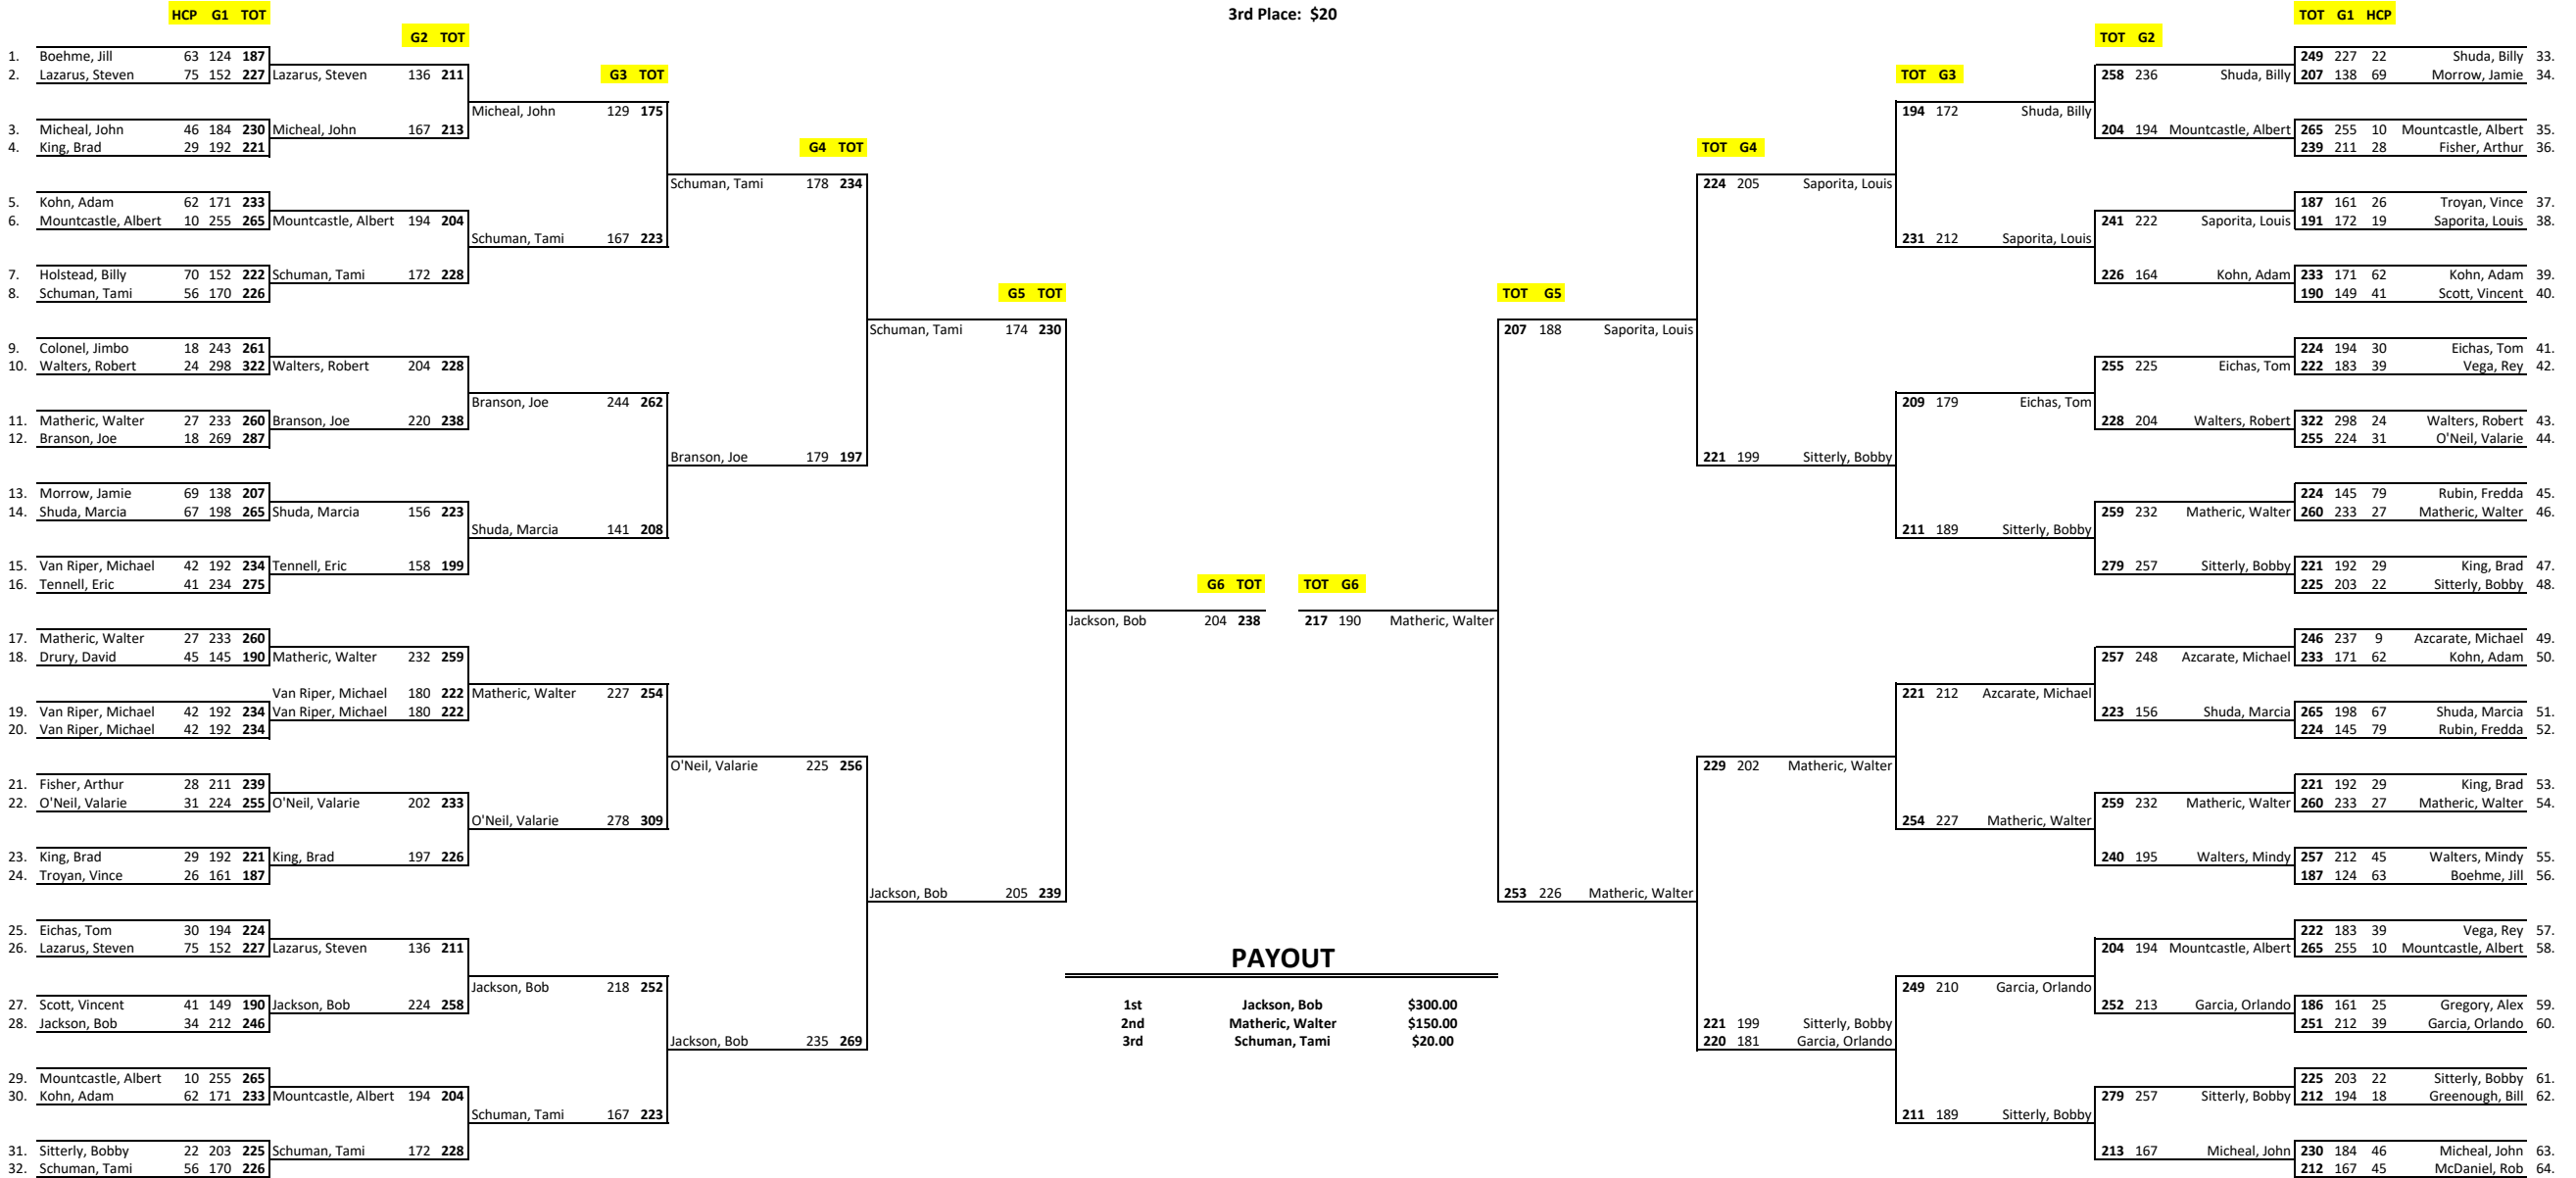 HCP G1 TOT 3rd Place: $20 TOT G1 HCP
G2 TOT TOT G2
1. Boehme, Jill 63 124 187 249 227 22 Shuda, Billy 33.
2. Lazarus, Steven 75 152 227 Lazarus, Steven 136 211 G3 TOT TOT G3 258 236 Shuda, Billy 207 138 69 Morrow, Jamie 34.
Micheal, John 129 175 194 172 Shuda, Billy
3. Micheal, John 46 184 230 Micheal, John 167 213 204 194 Mountcastle, Albert 265 255 10 Mountcastle, Albert 35.
4. King, Brad 29 192 221 G4 TOT TOT G4 239 211 28 Fisher, Arthur 36.
Schuman, Tami 178 234 224 205 Saporita, Louis
5. Kohn, Adam 62 171 233 187 161 26 Troyan, Vince 37.
6. Mountcastle, Albert 10 255 265 Mountcastle, Albert 194 204 241 222 Saporita, Louis 191 172 19 Saporita, Louis 38.
Schuman, Tami 167 223 231 212 Saporita, Louis
7. Holstead, Billy 70 152 222 Schuman, Tami 172 228 226 164 Kohn, Adam 233 171 62 Kohn, Adam 39.
8. Schuman, Tami 56 170 226 G5 TOT TOT G5 190 149 41 Scott, Vincent 40.
Schuman, Tami 174 230 207 188 Saporita, Louis
9. Colonel, Jimbo 18 243 261 224 194 30 Eichas, Tom 41.
10. Walters, Robert 24 298 322 Walters, Robert 204 228 255 225 Eichas, Tom 222 183 39 Vega, Rey 42.
Branson, Joe 244 262 209 179 Eichas, Tom
11. Matheric, Walter 27 233 260 Branson, Joe 220 238 228 204 Walters, Robert 322 298 24 Walters, Robert 43.
12. Branson, Joe 18 269 287 255 224 31 O'Neil, Valarie 44.
Branson, Joe 179 197 221 199 Sitterly, Bobby
13. Morrow, Jamie 69 138 207 224 145 79 Rubin, Fredda 45.
14. Shuda, Marcia 67 198 265 Shuda, Marcia 156 223 259 232 Matheric, Walter 260 233 27 Matheric, Walter 46.
Shuda, Marcia 141 208 211 189 Sitterly, Bobby
15. Van Riper, Michael 42 192 234 Tennell, Eric 158 199 279 257 Sitterly, Bobby 221 192 29 King, Brad 47.
16. Tennell, Eric 41 234 275 G6 TOT TOT G6 225 203 22 Sitterly, Bobby 48.
Jackson, Bob 204 238 217 190 Matheric, Walter
17. Matheric, Walter 27 233 260 246 237 9 Azcarate, Michael 49.
18. Drury, David 45 145 190 Matheric, Walter 232 259 257 248 Azcarate, Michael 233 171 62 Kohn, Adam 50.
Van Riper, Michael 180 222 Matheric, Walter 227 254 221 212 Azcarate, Michael
19. Van Riper, Michael 42 192 234 Van Riper, Michael 180 222 223 156 Shuda, Marcia 265 198 67 Shuda, Marcia 51.
20. Van Riper, Michael 42 192 234 224 145 79 Rubin, Fredda 52.
O'Neil, Valarie 225 256 229 202 Matheric, Walter
21. Fisher, Arthur 28 211 239 221 192 29 King, Brad 53.
22. O'Neil, Valarie 31 224 255 O'Neil, Valarie 202 233 259 232 Matheric, Walter 260 233 27 Matheric, Walter 54.
O'Neil, Valarie 278 309 254 227 Matheric, Walter
23. King, Brad 29 192 221 King, Brad 197 226 240 195 Walters, Mindy 257 212 45 Walters, Mindy 55.
24. Troyan, Vince 26 161 187 187 124 63 Boehme, Jill 56.
Jackson, Bob 205 239 253 226 Matheric, Walter
25. Eichas, Tom 30 194 224 222 183 39 Vega, Rey 57.
26. Lazarus, Steven 75 152 227 Lazarus, Steven 136 211 204 194 Mountcastle, Albert 265 255 10 Mountcastle, Albert 58.
PAYOUT
Jackson, Bob 218 252 249 210 Garcia, Orlando
27. Scott, Vincent 41 149 190 Jackson, Bob 224 258 1st Jackson, Bob $300.00 252 213 Garcia, Orlando 186 161 25 Gregory, Alex 59.
28. Jackson, Bob 34 212 246 2nd Matheric, Walter $150.00 221 199 Sitterly, Bobby 251 212 39 Garcia, Orlando 60.
Jackson, Bob 235 269 3rd Schuman, Tami $20.00 220 181 Garcia, Orlando
29. Mountcastle, Albert 10 255 265 225 203 22 Sitterly, Bobby 61.
30. Kohn, Adam 62 171 233 Mountcastle, Albert 194 204 279 257 Sitterly, Bobby 212 194 18 Greenough, Bill 62.
Schuman, Tami 167 223 211 189 Sitterly, Bobby
31. Sitterly, Bobby 22 203 225 Schuman, Tami 172 228 213 167 Micheal, John 230 184 46 Micheal, John 63.
32. Schuman, Tami 56 170 226 212 167 45 McDaniel, Rob 64.